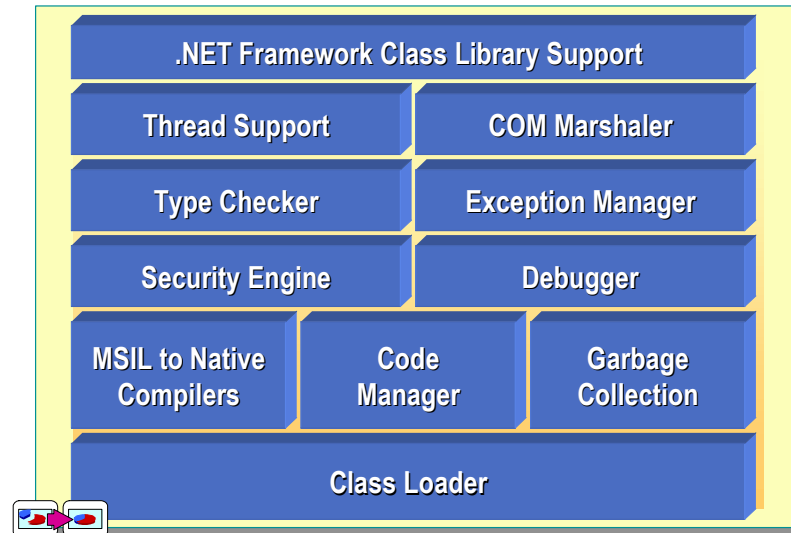 .NET Framework Class Library Support
Thread Support
COM Marshaler
Type Checker
Exception Manager
Security Engine
Debugger
MSIL to Native
Compilers
Code
Manager
Garbage
Collection
Class Loader